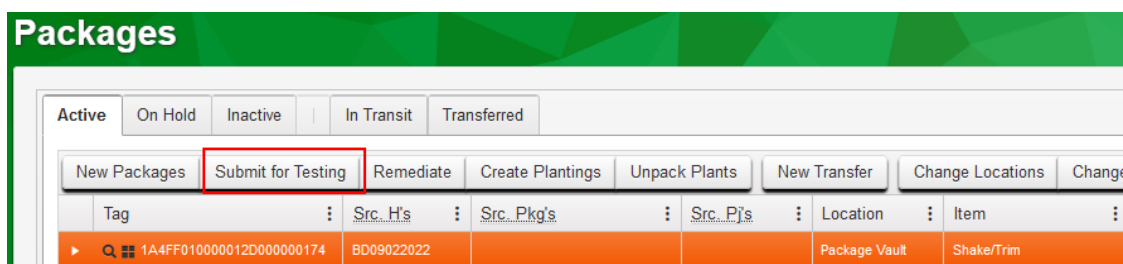 Packages
Active On Hold Inactive In Transit Transferred
New Packages Submit for Testing Remediate Create Plantings Unpack Plants New Transfer Change Locations Change
Tag Src. H's Src. Pkg's Src. Pj's Location Item
1A4FF010000012D000000174 BD09022022 Package Vault Shake/Trim